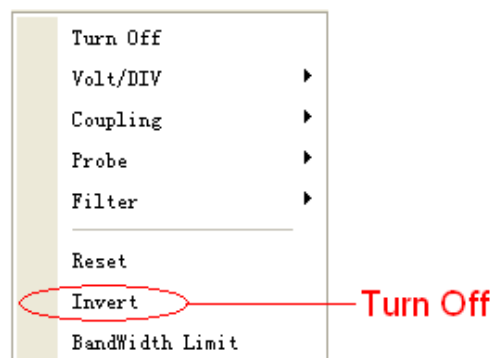 Turn Off
Volt/DIV
Coupling
Probe
Filter
Reset
Invert
Turn Off
BandWidth Limit